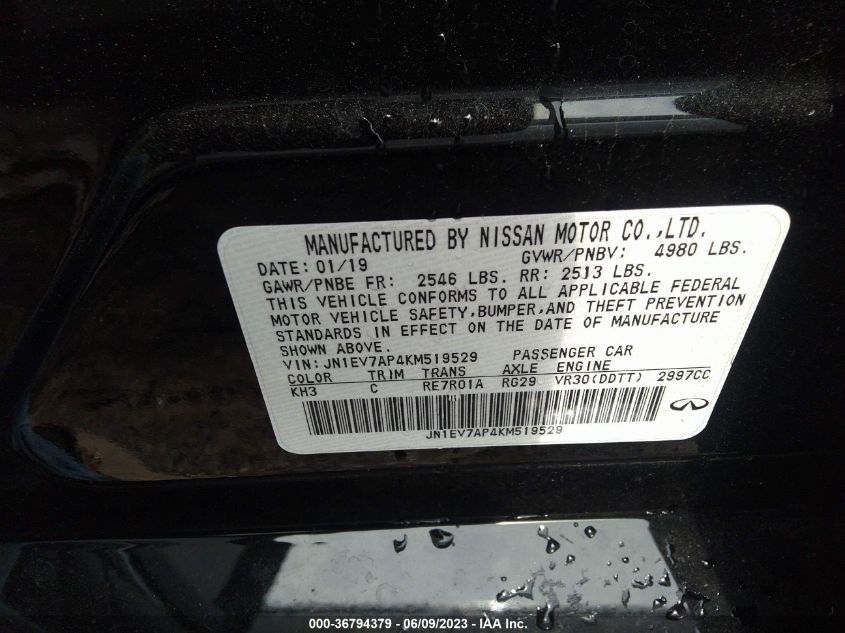 MANUFACTURED BY NISSAN MOTOR CO.,LTD.
DATE: 01/19 GVWR/PNBV: 4980 LBS.
GAWR/PNBE FR: 2546 LBS. RR: 2513 LBS.
THIS VEHICLE CONFORMS TO ALL APPLICABLE FEDERAL
MOTOR VEHICLE SAFETY,BUMPER,AND THEFT PREVENTION
STANDARDS IN EFFECT ON THE DATE OF MANUFACTURE
SHOWN ABOVE.
VIN:JN1EV7AP4KM519529 PASSENGER CAR
COLOR TRIM TRANS AXLE ENGINE
KH3 C RE7R01A RG29 VR30(DDTT) 2997CC
JN1EV7AP4KM519529
000-36794379 - 06/09/2023 - IAA Inc.